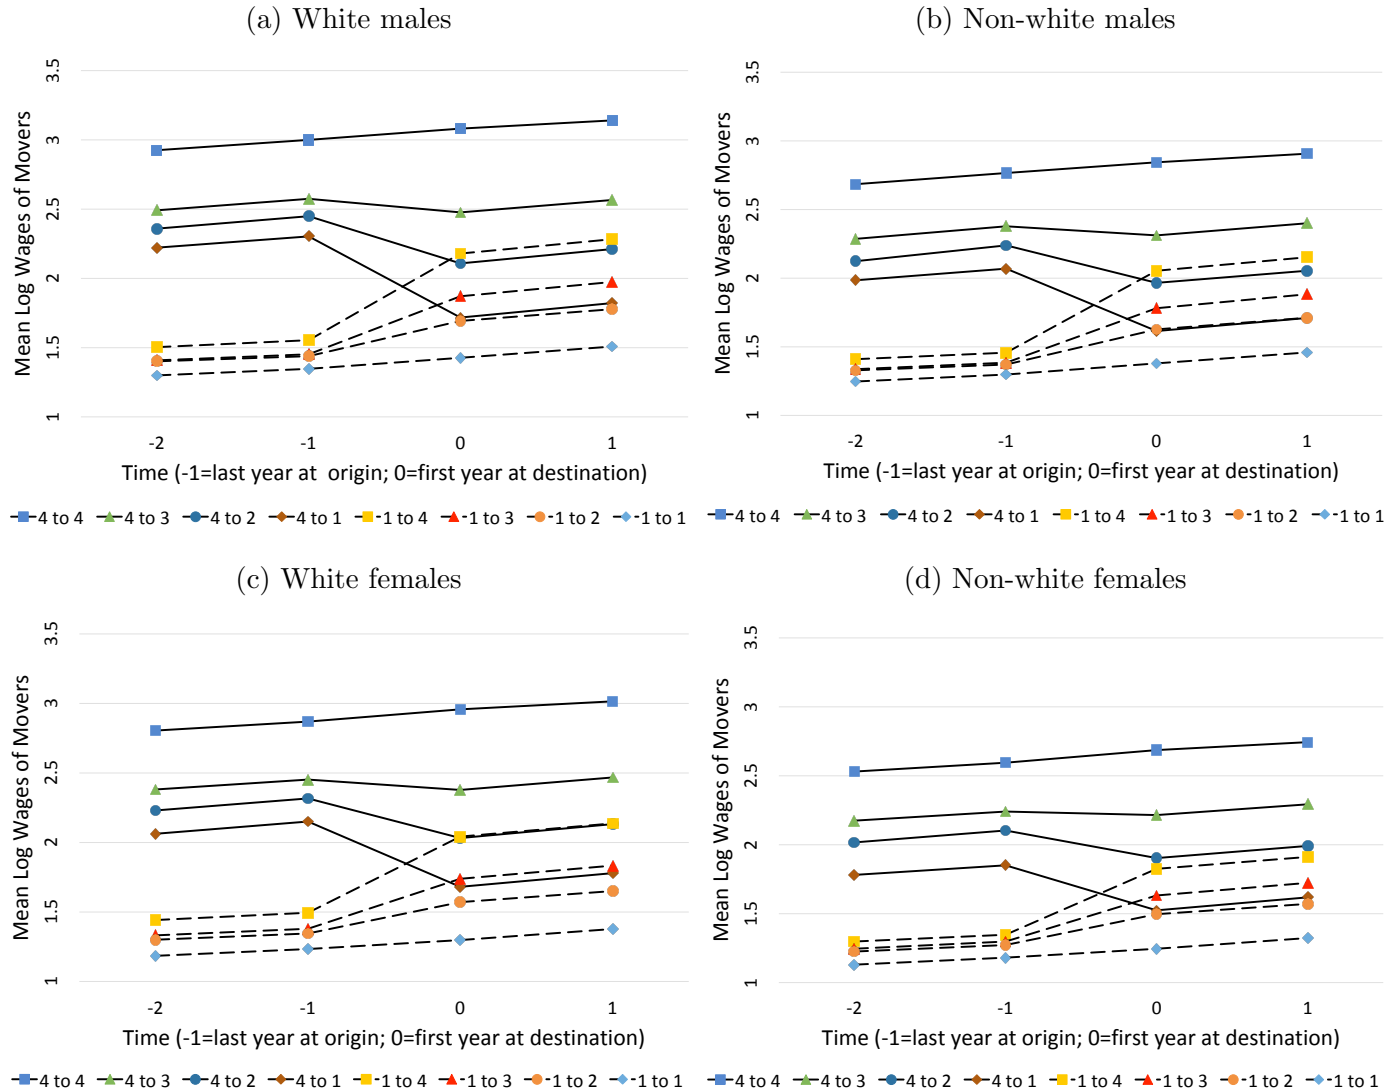 (a) White males
(b) Non-white males
Mean Log Wages of Movers
3.5
3
2.5
2
1.5
1
-2 -1 0 1
Time (-1=last year at origin; 0=first year at destination)
4 to 4 4 to 3 4 to 2 4 to 1 1 to 4 1 to 3 1 to 2 1 to 1
Mean Log Wages of Movers
3.5
3
2.5
2
1.5
1
-2 -1 0 1
Time (-1=last year at origin; 0=first year at destination)
4 to 4 4 to 3 4 to 2 4 to 1 1 to 4 1 to 3 1 to 2 1 to 1
(c) White females
(d) Non-white females
Mean Log Wages of Movers
3.5
3
2.5
2
1.5
1
-2 -1 0 1
Time (-1=last year at origin; 0=first year at destination)
4 to 4 4 to 3 4 to 2 4 to 1 1 to 4 1 to 3 1 to 2 1 to 1
Mean Log Wages of Movers
3.5
3
2.5
2
1.5
1
-2 -1 0 1
Time (-1=last year at origin; 0=first year at destination)
4 to 4 4 to 3 4 to 2 4 to 1 1 to 4 1 to 3 1 to 2 1 to 1